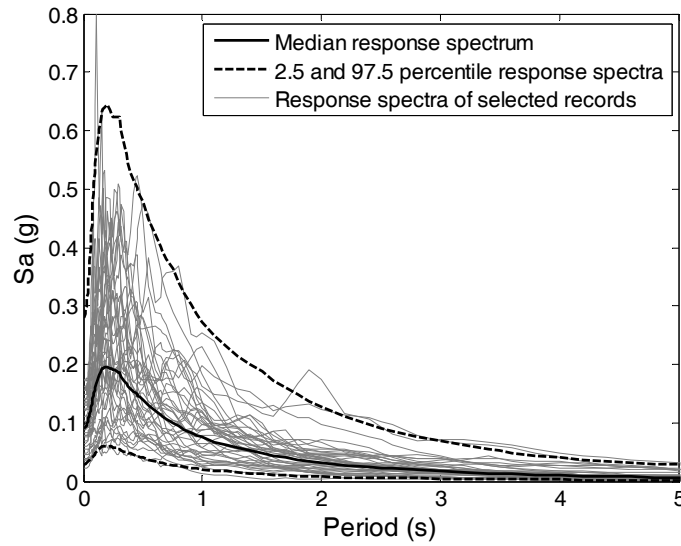 0.8
0.7
0.6
0.5
0.4
0.3
0.2
0.1
0
Sa (g)
Median response spectrum
2.5 and 97.5 percentile response spectra
Response spectra of selected records
0 1 2 3 4 5
Period (s)